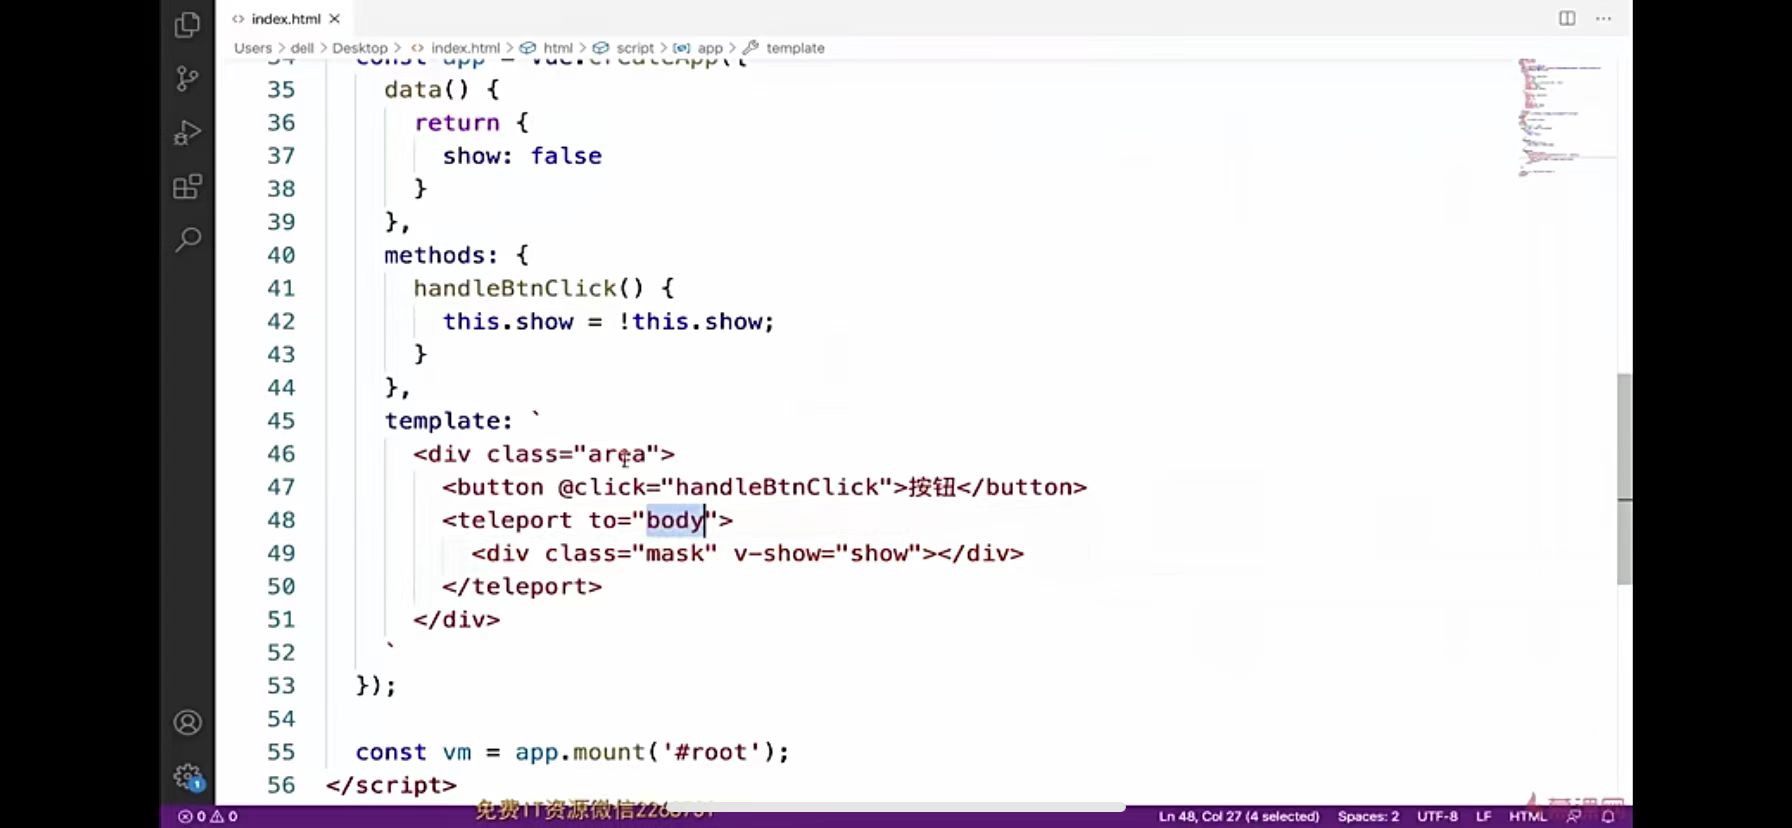 index.html
Users > dell > Desktop > index.html > html > script > app > template
34 const app = Vue.createApp({
35 data() {
36 return {
37 show: false
38 }
39 },
40 methods: {
41 handleBtnClick() {
42 this.show = !this.show;
43 }
44 },
45 template: `
46 <div class="area">
47 <button @click="handleBtnClick">按钮</button>
48 <teleport to="body">
49 <div class="mask" v-show="show"></div>
50 </teleport>
51 </div>
52 `
53 });
54
55 const vm = app.mount('#root');
56 </script>
1
免费IT资源微信
0 0 Ln 48, Col 27 (4 selected) Spaces: 2 UTF-8 LF HTML